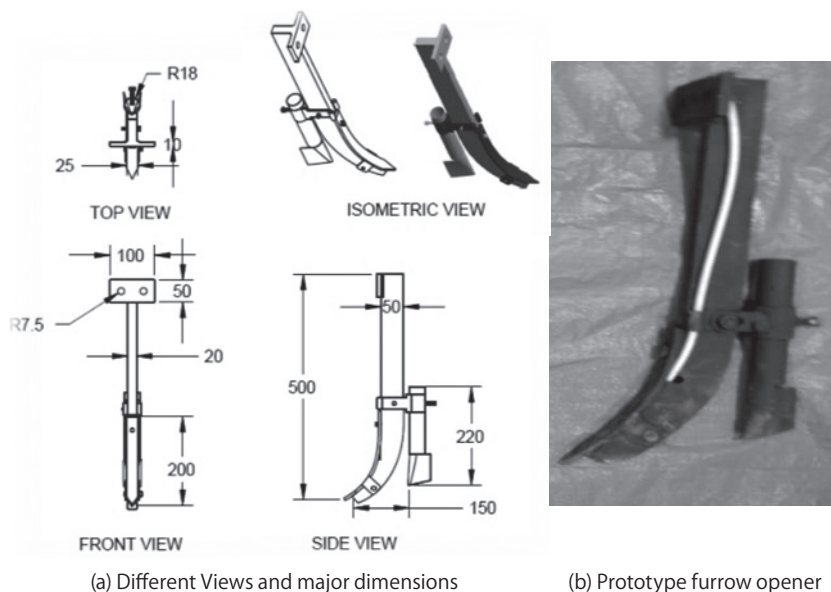 R18
10
25
TOP VIEW
ISOMETRIC VIEW
100
50
R7.5
20
200
FRONT VIEW
50
500
220
150
SIDE VIEW
(a) Different Views and major dimensions
(b) Prototype furrow opener